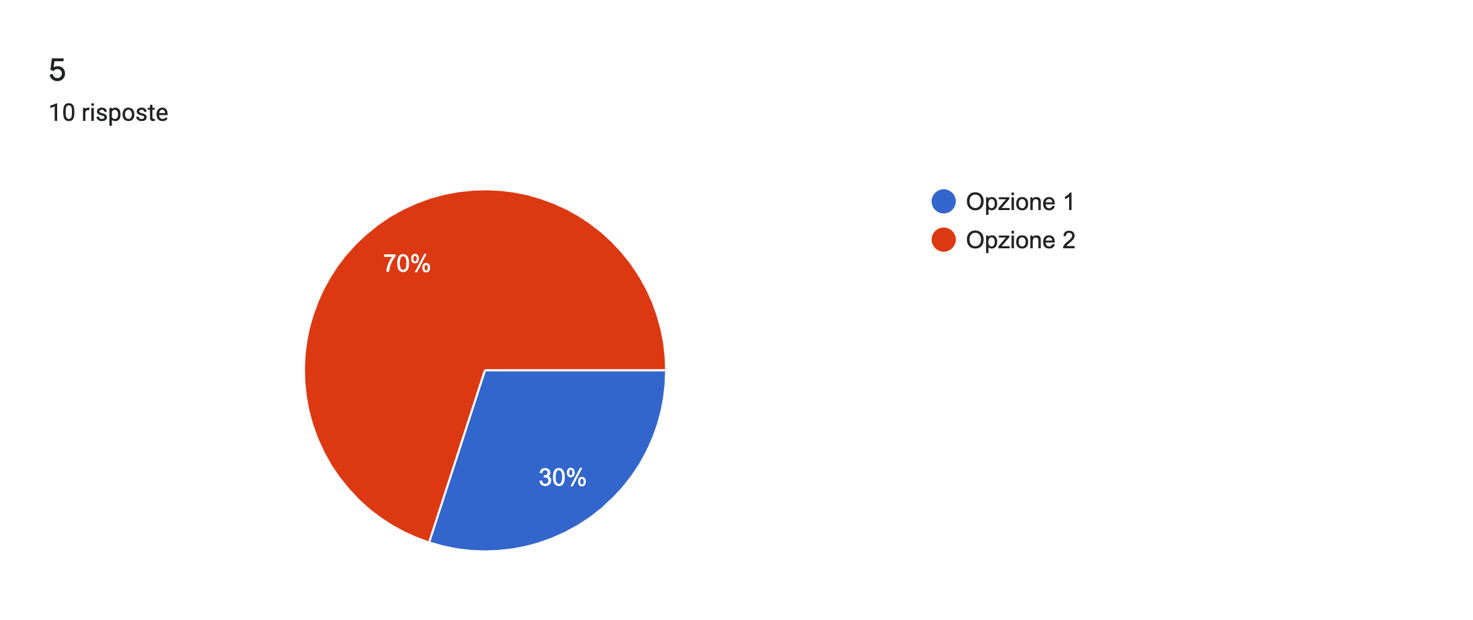 5
10 risposte
Opzione 1
Opzione 2
70%
30%